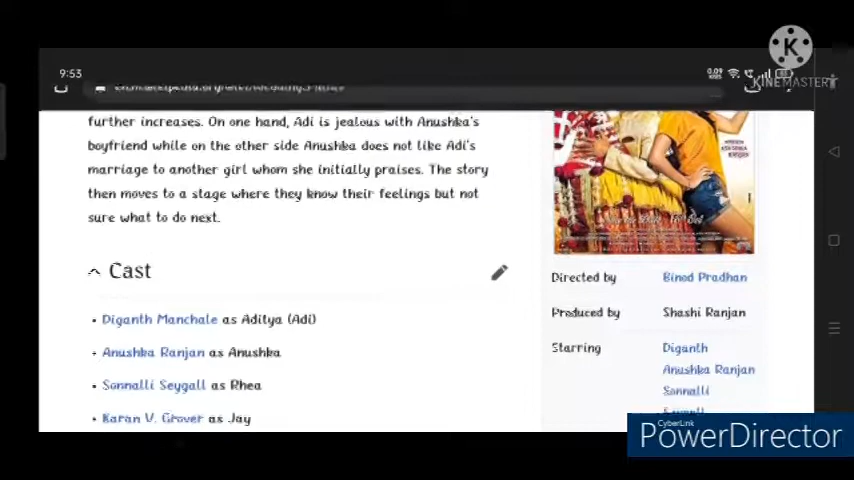 9:53
0.09
KB/S
K
KINEMASTER
further increases. On one hand, Adi is jealous with Anushka's
boyfriend while on the other side Anushka does not like Adi's
marriage to another girl whom she initially praises. The story
then moves to a stage where they know their feelings but not
sure what to do next.
Cast
• Diganth Manchale as Aditya (Adi)
• Anushka Ranjan as Anushka
• Sonnalli Seygall as Rhea
• Karan V. Grover as Jay
Directed by Binod Pradhan
Produced by Shashi Ranjan
Starring Diganth
Anushka Ranjan
Sonnalli
CyberLink
PowerDirector